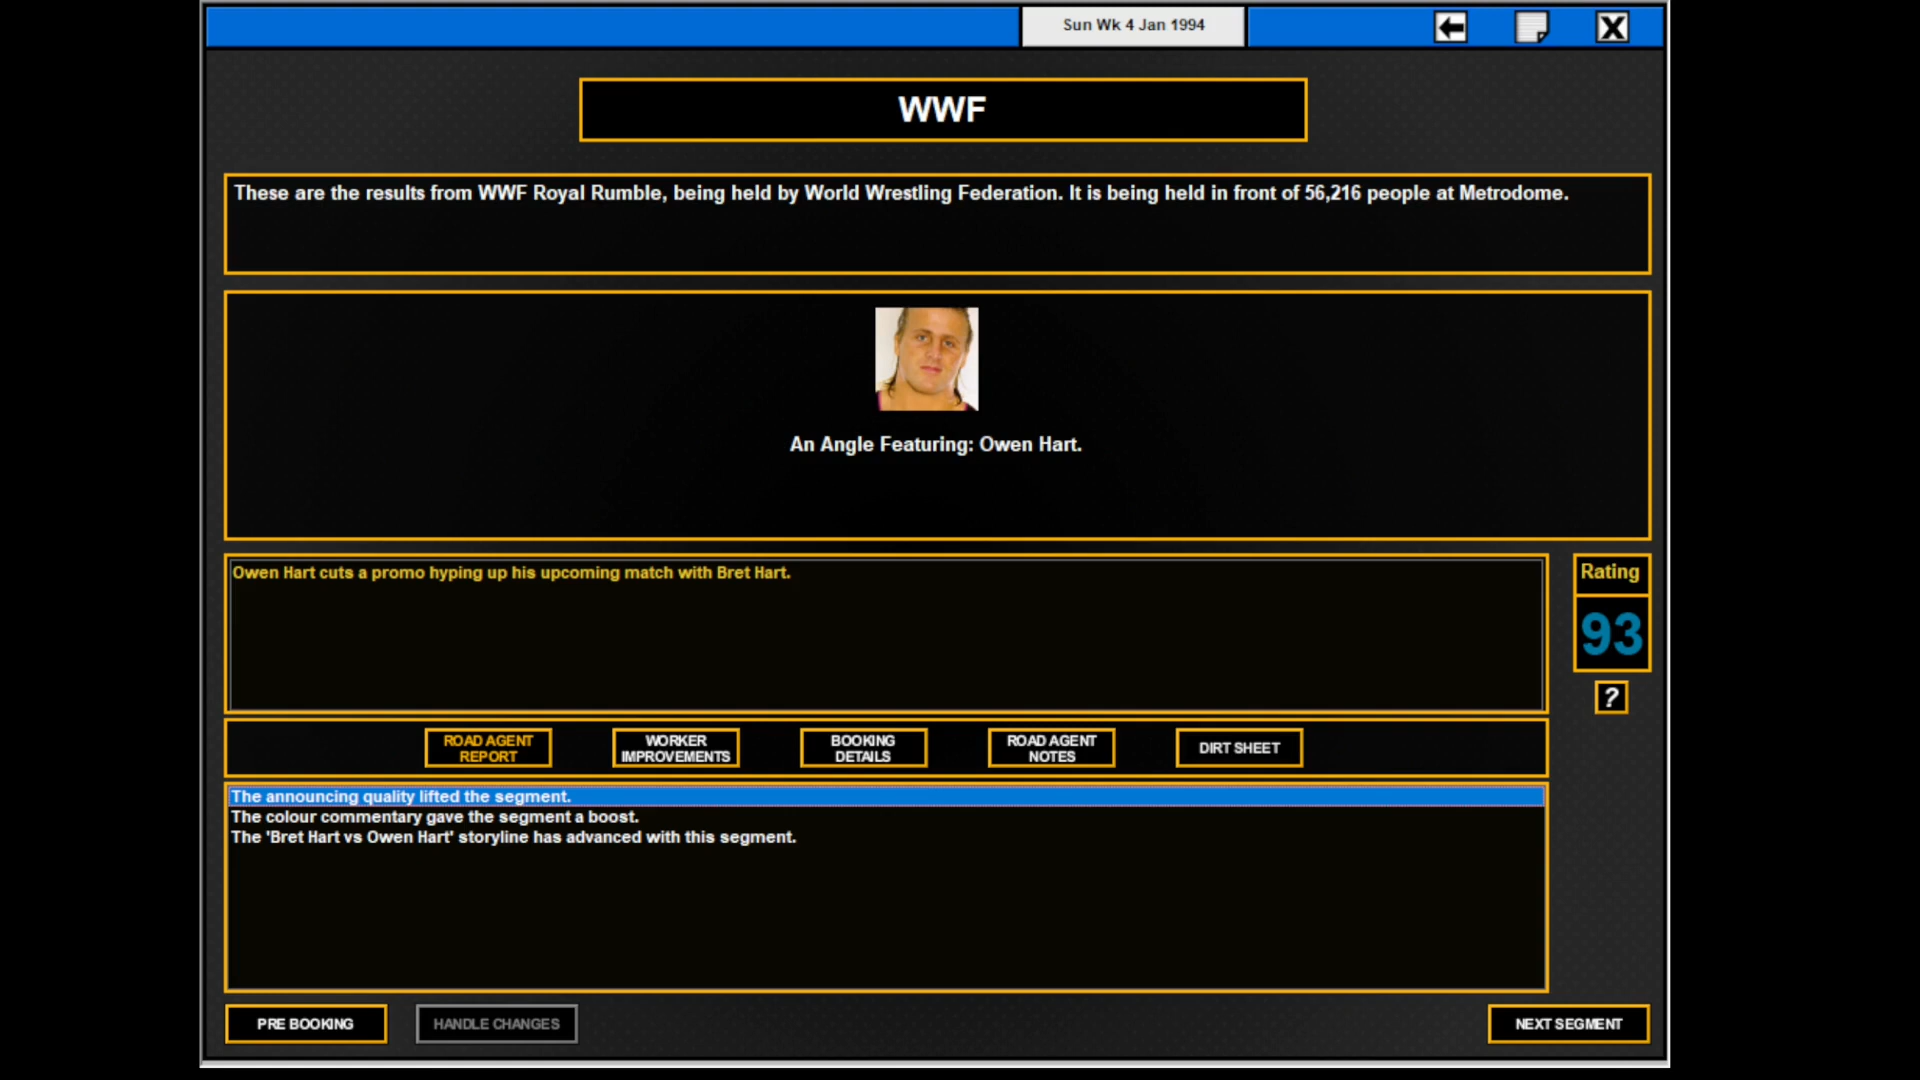 Sun Wk 4 Jan 1994
WWF
These are the results from WWF Royal Rumble, being held by World Wrestling Federation. It is being held in front of 56,216 people at Metrodome.
An Angle Featuring: Owen Hart.
Owen Hart cuts a promo hyping up his upcoming match with Bret Hart.
Rating
93
?
ROAD AGENT
REPORT
WORKER
IMPROVEMENTS
BOOKING
DETAILS
ROAD AGENT
NOTES
DIRT SHEET
The announcing quality lifted the segment.
The colour commentary gave the segment a boost.
The 'Bret Hart vs Owen Hart' storyline has advanced with this segment.
PRE BOOKING
HANDLE CHANGES
NEXT SEGMENT